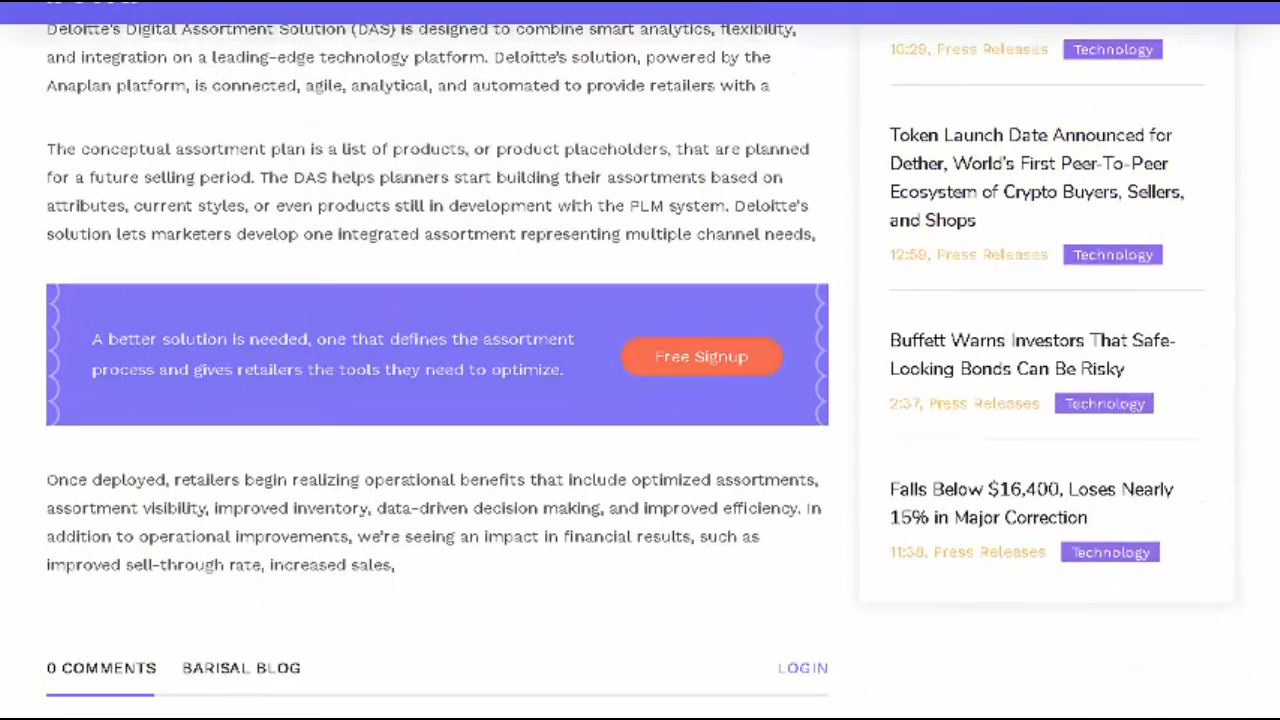 Deloitte's Digital Assortment Solution (DAS) is designed to combine smart analytics, flexibility,
and integration on a leading-edge technology platform. Deloitte's solution, powered by the
Anaplan platform, is connected, agile, analytical, and automated to provide retailers with a
The conceptual assortment plan is a list of products, or product placeholders, that are planned
for a future selling period. The DAS helps planners start building their assortments based on
attributes, current styles, or even products still in development with the PLM system. Deloitte's
solution lets marketers develop one integrated assortment representing multiple channel needs,
A better solution is needed, one that defines the assortment
process and gives retailers the tools they need to optimize.
Free Signup
Once deployed, retailers begin realizing operational benefits that include optimized assortments,
assortment visibility, improved inventory, data-driven decision making, and improved efficiency. In
addition to operational improvements, we're seeing an impact in financial results, such as
improved sell-through rate, increased sales,
0 COMMENTS BARISAL BLOG LOGIN
10:29, Press Releases Technology
Token Launch Date Announced for
Dether, World's First Peer-To-Peer
Ecosystem of Crypto Buyers, Sellers,
and Shops
12:59, Press Releases Technology
Buffett Warns Investors That Safe-
Looking Bonds Can Be Risky
2:37, Press Releases Technology
Falls Below $16,400, Loses Nearly
15% in Major Correction
11:38, Press Releases Technology